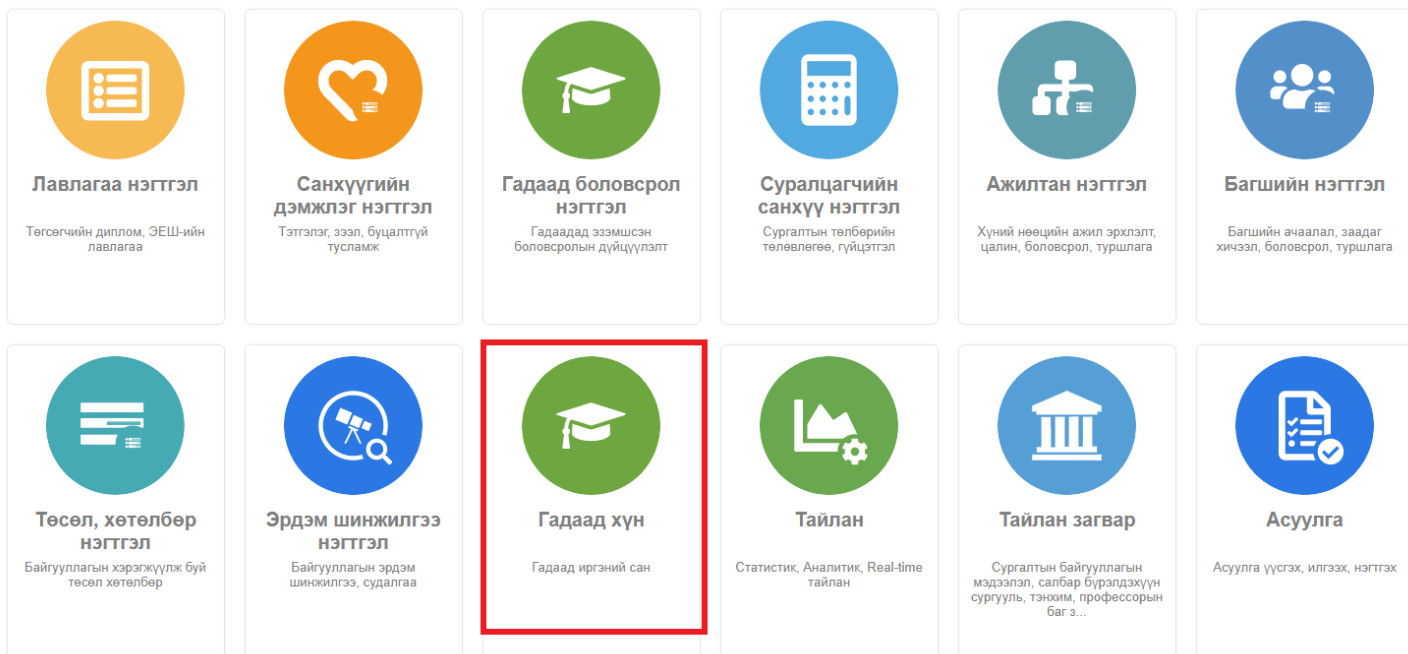 Лавлагаа нэгтгэл
Төгсөгчийн диплом, ЭЕШ-ийн
лавлагаа
Санхүүгийн
дэмжлэг нэгтгэл
Тэтгэлэг, зээл, буцалтгүй
тусламж
Гадаад боловсрол
нэгтгэл
Гадаадад эзэмшсэн
боловсролын дүйцүүлэлт
Суралцагчийн
санхүү нэгтгэл
Сургалтын төлбөрийн
төлөвлөгөө, гүйцэтгэл
Ажилтан нэгтгэл
Хүний нөөцийн ажил эрхлэлт,
цалин, боловсрол, туршлага
Багшийн нэгтгэл
Багшийн ачаалал, заадаг
хичээл, боловсрол, туршлага
Төсөл, хөтөлбөр
нэгтгэл
Байгууллагын хэрэгжүүлж буй
төсөл хөтөлбөр
Эрдэм шинжилгээ
нэгтгэл
Байгууллагын эрдэм
шинжилгээ, судалгаа
Гадаад хүн
Гадаад иргэний сан
Тайлан
Статистик, Аналитик, Real-time
тайлан
Тайлан загвар
Сургалтын байгууллагын
мэдээлэл, салбар бүрэлдэхүүн
сургууль, тэнхим, профессорын
баг з...
Асуулга
Асуулга үүсгэх, илгээх, нэгтгэх